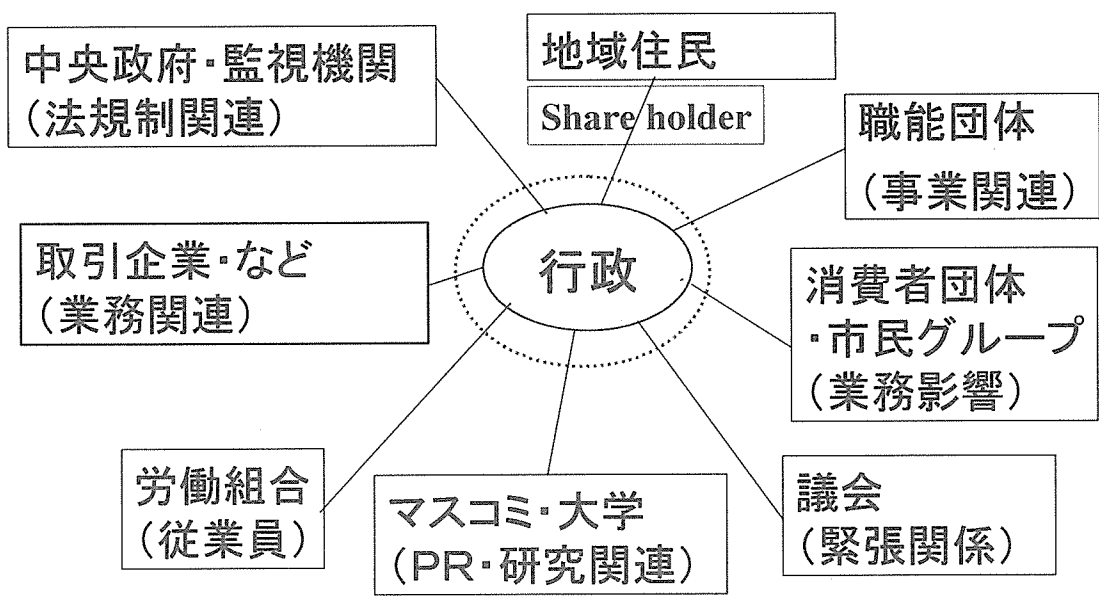 中央政府・監視機関
(法規制関連)
地域住民
Share holder
職能団体
(事業関連)
取引企業・など
(業務関連)
行政
消費者団体
・市民グループ
(業務影響)
労働組合
(従業員)
マスコミ・大学
(PR・研究関連)
議会
(緊張関係)